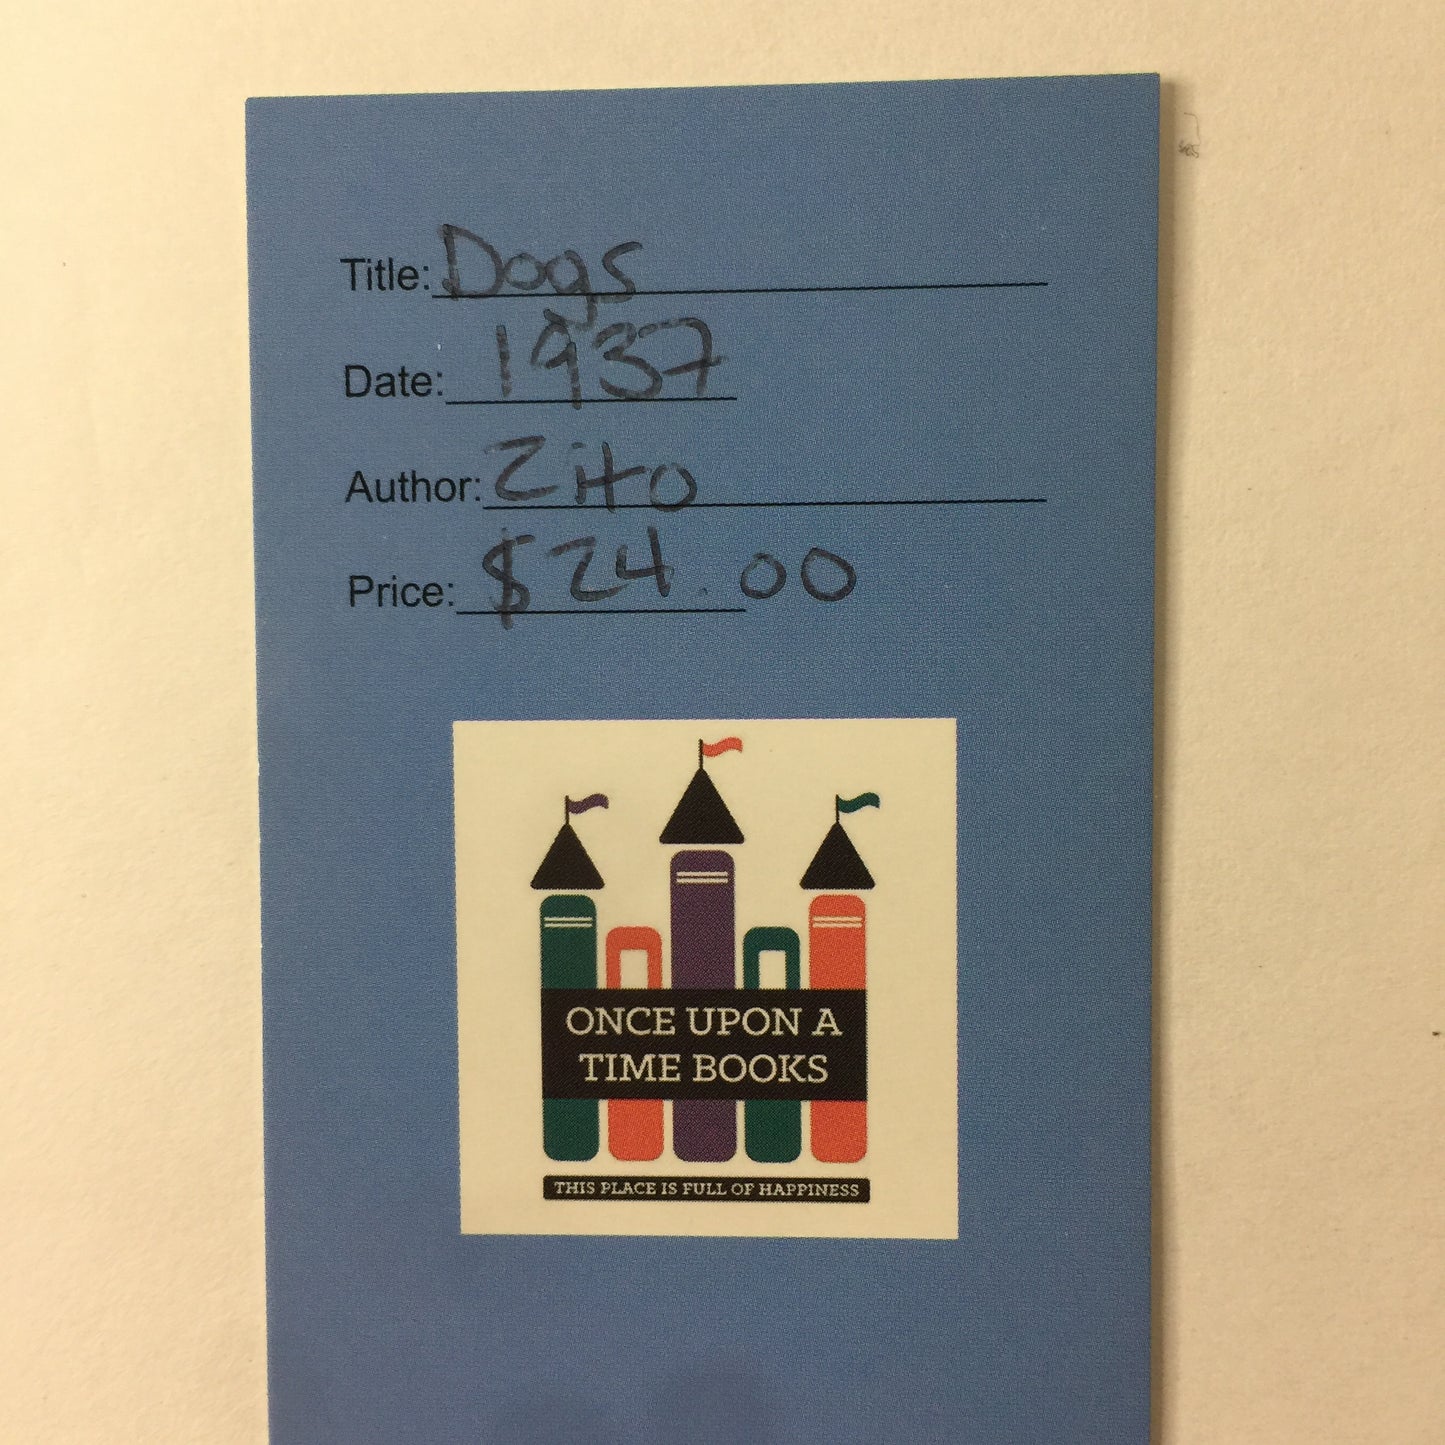 Title: Dogs
Date: 1937
Author: Zito
Price: $24.00
ONCE UPON A
TIME BOOKS
THIS PLACE IS FULL OF HAPPINESS